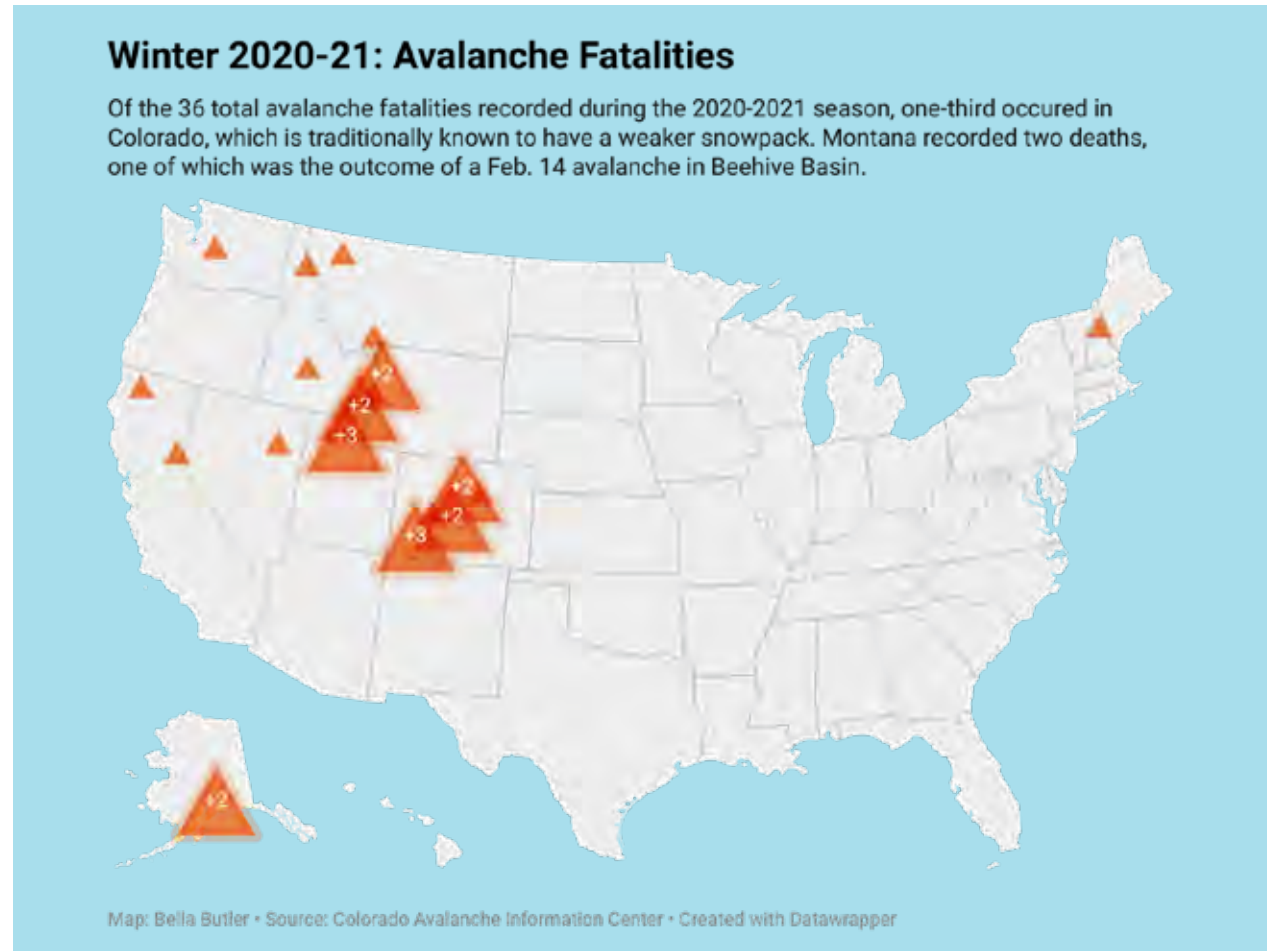 Winter 2020-21: Avalanche Fatalities
Of the 36 total avalanche fatalities recorded during the 2020-2021 season, one-third occured in
Colorado, which is traditionally known to have a weaker snowpack. Montana recorded two deaths,
one of which was the outcome of a Feb. 14 avalanche in Beehive Basin.
+2
+2
+3
+2
+2
+3
+2
Map: Bella Butler • Source: Colorado Avalanche Information Center • Created with Datawrapper